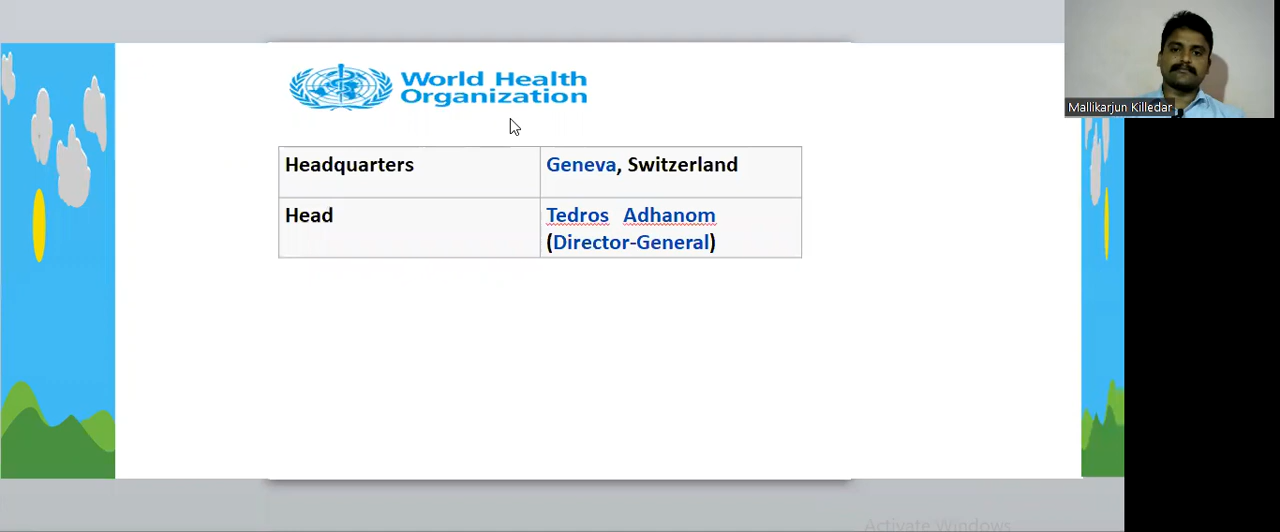 World Health
Organization
Mallikarjun Killedar
Headquarters
Geneva, Switzerland
Head
Tedros Adhanom
(Director-General)
Activate Windows